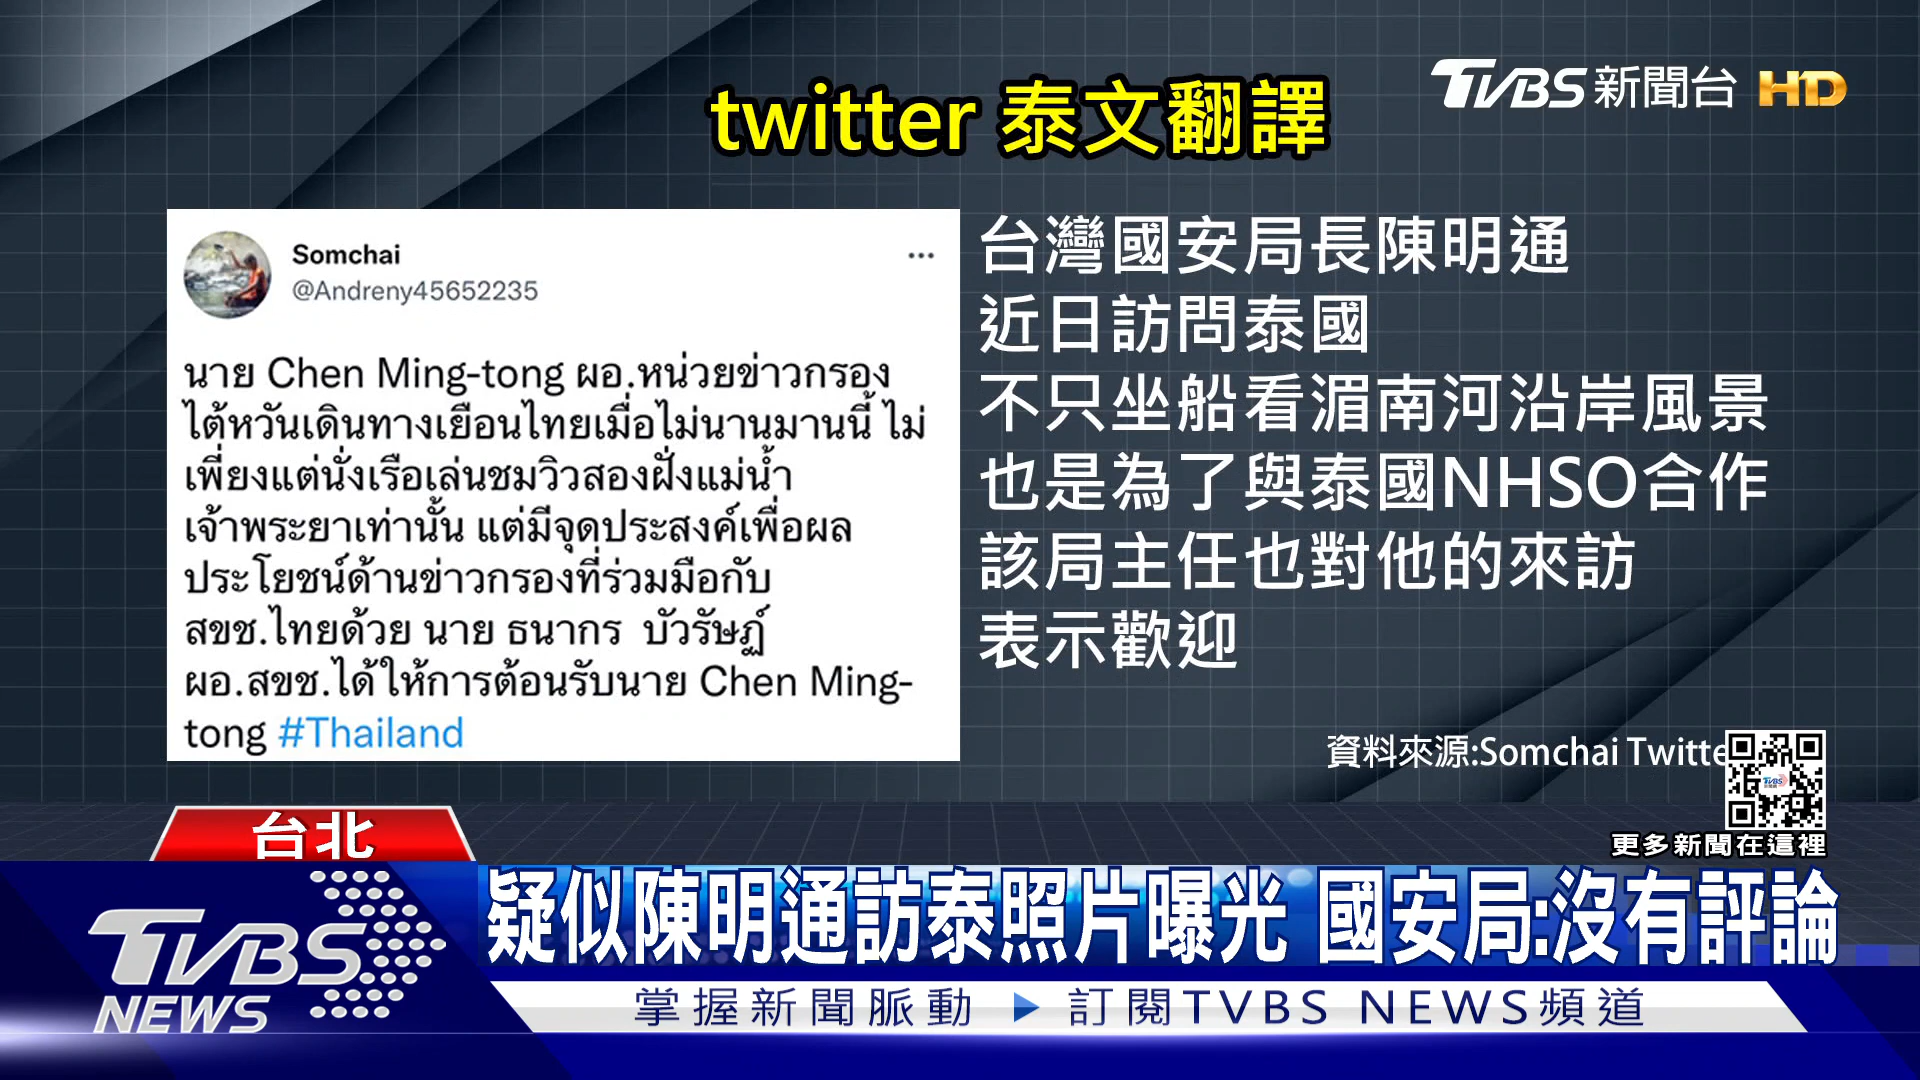 twitter 泰文翻譯
TVBS新聞台 HD
Somchai
@Andreny45652235
นาย Chen Ming-tong ผอ.หน่วยข่าวกรอง
ไต้หวันเดินทางเยือนไทยเมื่อไม่นานมานนี้ ไม่
เพี่ยงแต่นั่งเรือเล่นชมวิวสองฝั่งแม่น้ำ
เจ้าพระยาเท่านั้น แต่มีจุดประสงค์เพื่อผล
ประโยชน์ด้านข่าวกรองที่ร่วมมือกับ
สขช.ไทยด้วย นาย ธนากร บัวรัษฏ์
ผอ.สขช.ได้ให้การต้อนรับนาย Chen Ming-
tong #Thailand
台灣國安局長陳明通
近日訪問泰國
不只坐船看湄南河沿岸風景
也是為了與泰國NHSO合作
該局主任也對他的來訪
表示歡迎
資料來源:Somchai Twitte
TVBS
更多新聞在這裡
台北
疑似陳明通訪泰照片曝光 國安局:沒有評論
TVBS
NEWS
掌握新聞脈動 ▶ 訂閱TVBS NEWS頻道